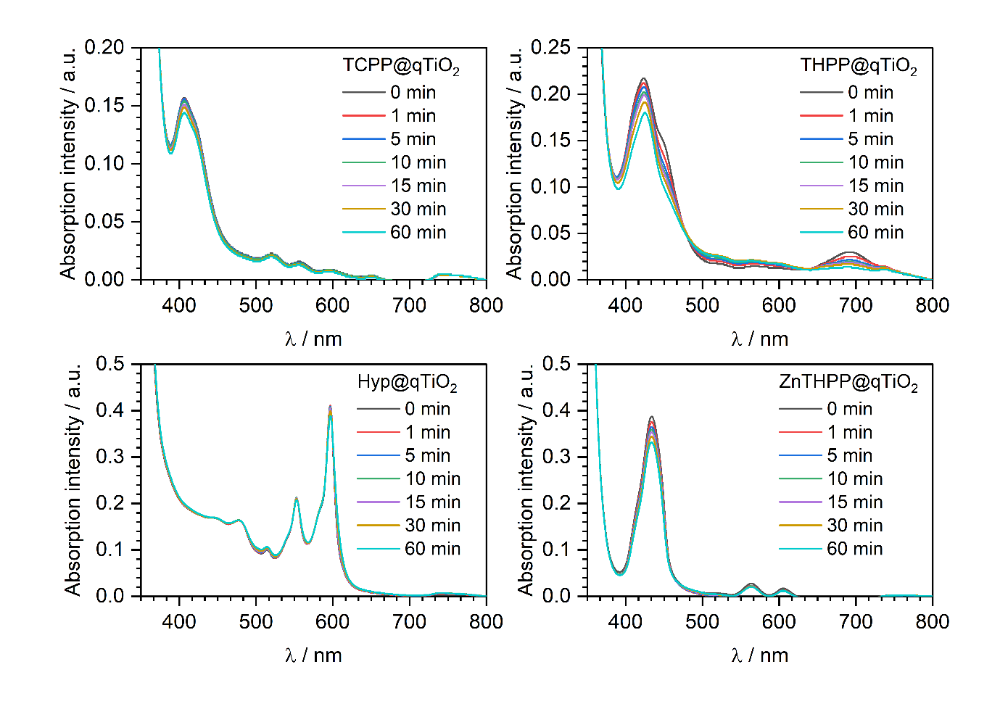 TCPP@qTiO2
0 min
1 min
5 min
10 min
15 min
30 min
60 min
0.20
0.15
0.10
0.05
0.00
Absorption intensity / a.u.
400 500 600 700 800
λ / nm
THPP@qTiO2
0 min
1 min
5 min
10 min
15 min
30 min
60 min
0.25
0.20
0.15
0.10
0.05
0.00
Absorption intensity / a.u.
400 500 600 700 800
λ / nm
Hyp@qTiO2
0 min
1 min
5 min
10 min
15 min
30 min
60 min
0.5
0.4
0.3
0.2
0.1
0.0
Absorption intensity / a.u.
400 500 600 700 800
λ / nm
ZnTHPP@qTiO2
0 min
1 min
5 min
10 min
15 min
30 min
60 min
0.5
0.4
0.3
0.2
0.1
0.0
Absorption intensity / a.u.
400 500 600 700 800
λ / nm